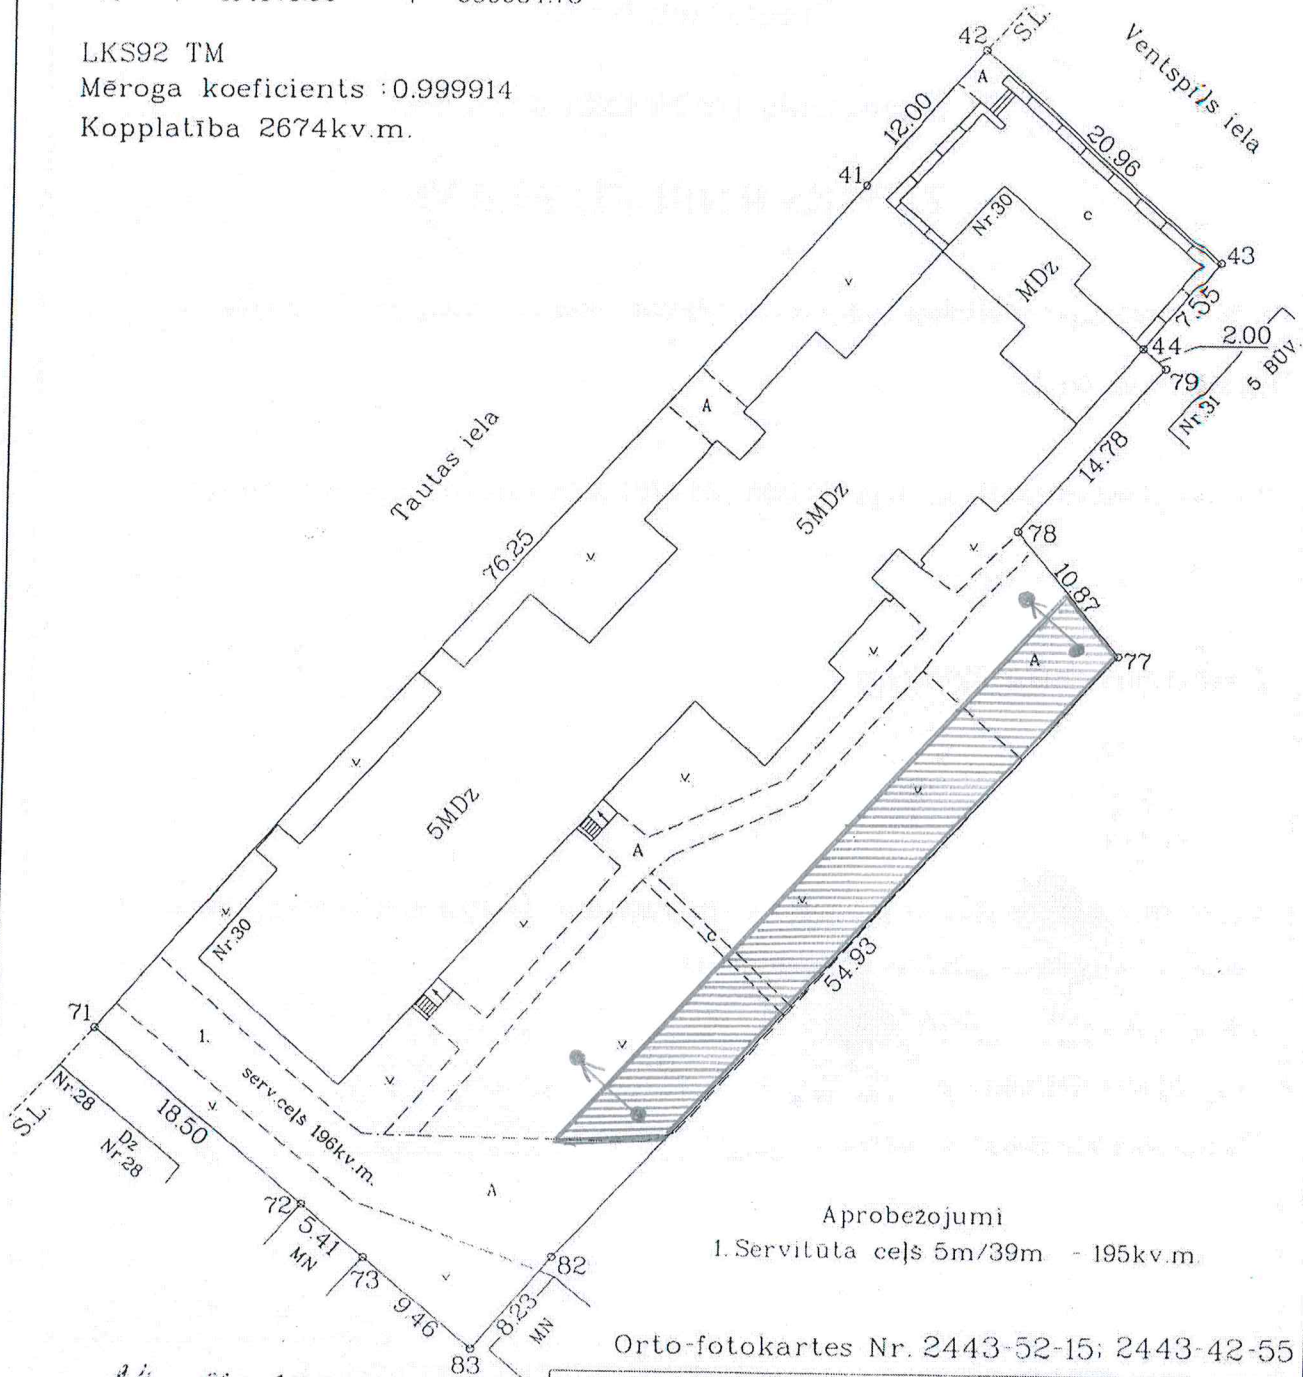 LKS92 TM
Mēroga koeficients :0.999914
Kopplatība 2674kv.m.
42
S.L.
Ventspils iela
A
12.00
20.96
41
Nr.30
c
43
MDz
7.55
v
44
2.00
79
5 BŪV.
Nr.31
A
14.78
Tautas iela
5MDz
78
76.25
v
v
10.87
A
77
v
v
v
v
5MDz
A
v
v
Nr.30
v
c
54.93
71
1.
v
v
serv.ceļš 196kv.m.
Nr.28
S.L.
18.50
v
Dz
Nr.28
A
72
5.41
MN
73
v
82
9.46
8.23
MN
83
Aprobežojumi
1. Servitūta ceļš 5m/39m - 195kv.m.
Orto-fotokartes Nr. 2443-52-15; 2443-42-55